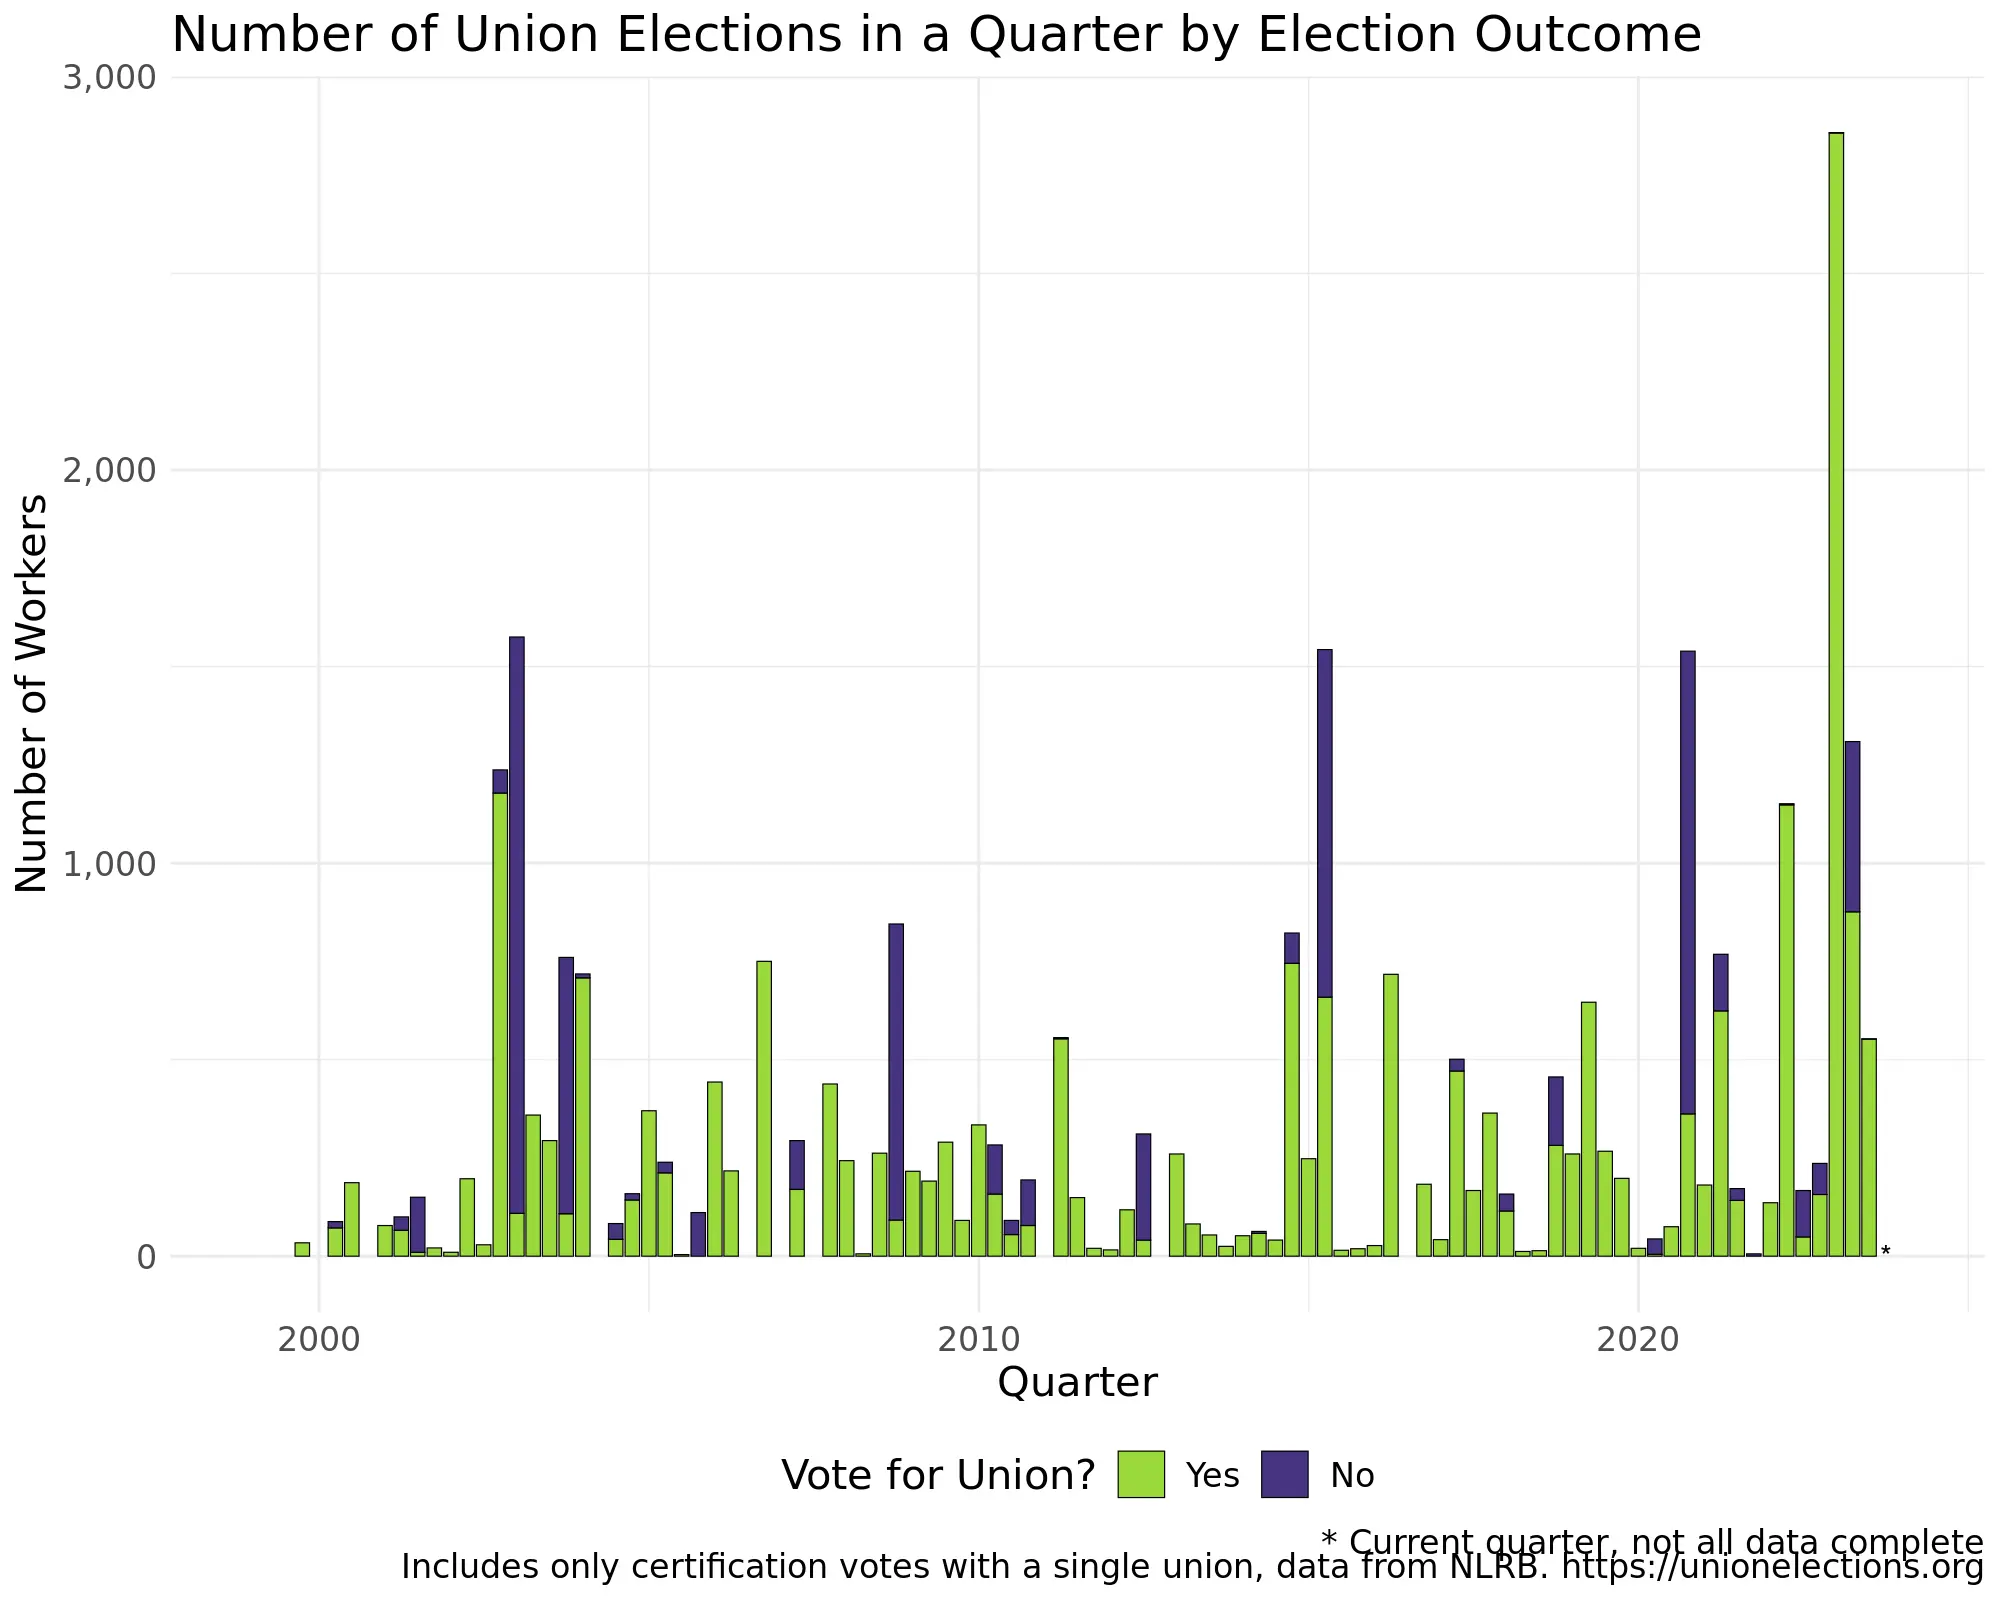 Number of Union Elections in a Quarter by Election Outcome
3,000
2,000
1,000
0
Number of Workers
*
2000
2010
2020
Quarter
Vote for Union?
Yes
No
* Current quarter, not all data complete
Includes only certification votes with a single union, data from NLRB. https://unionelections.org